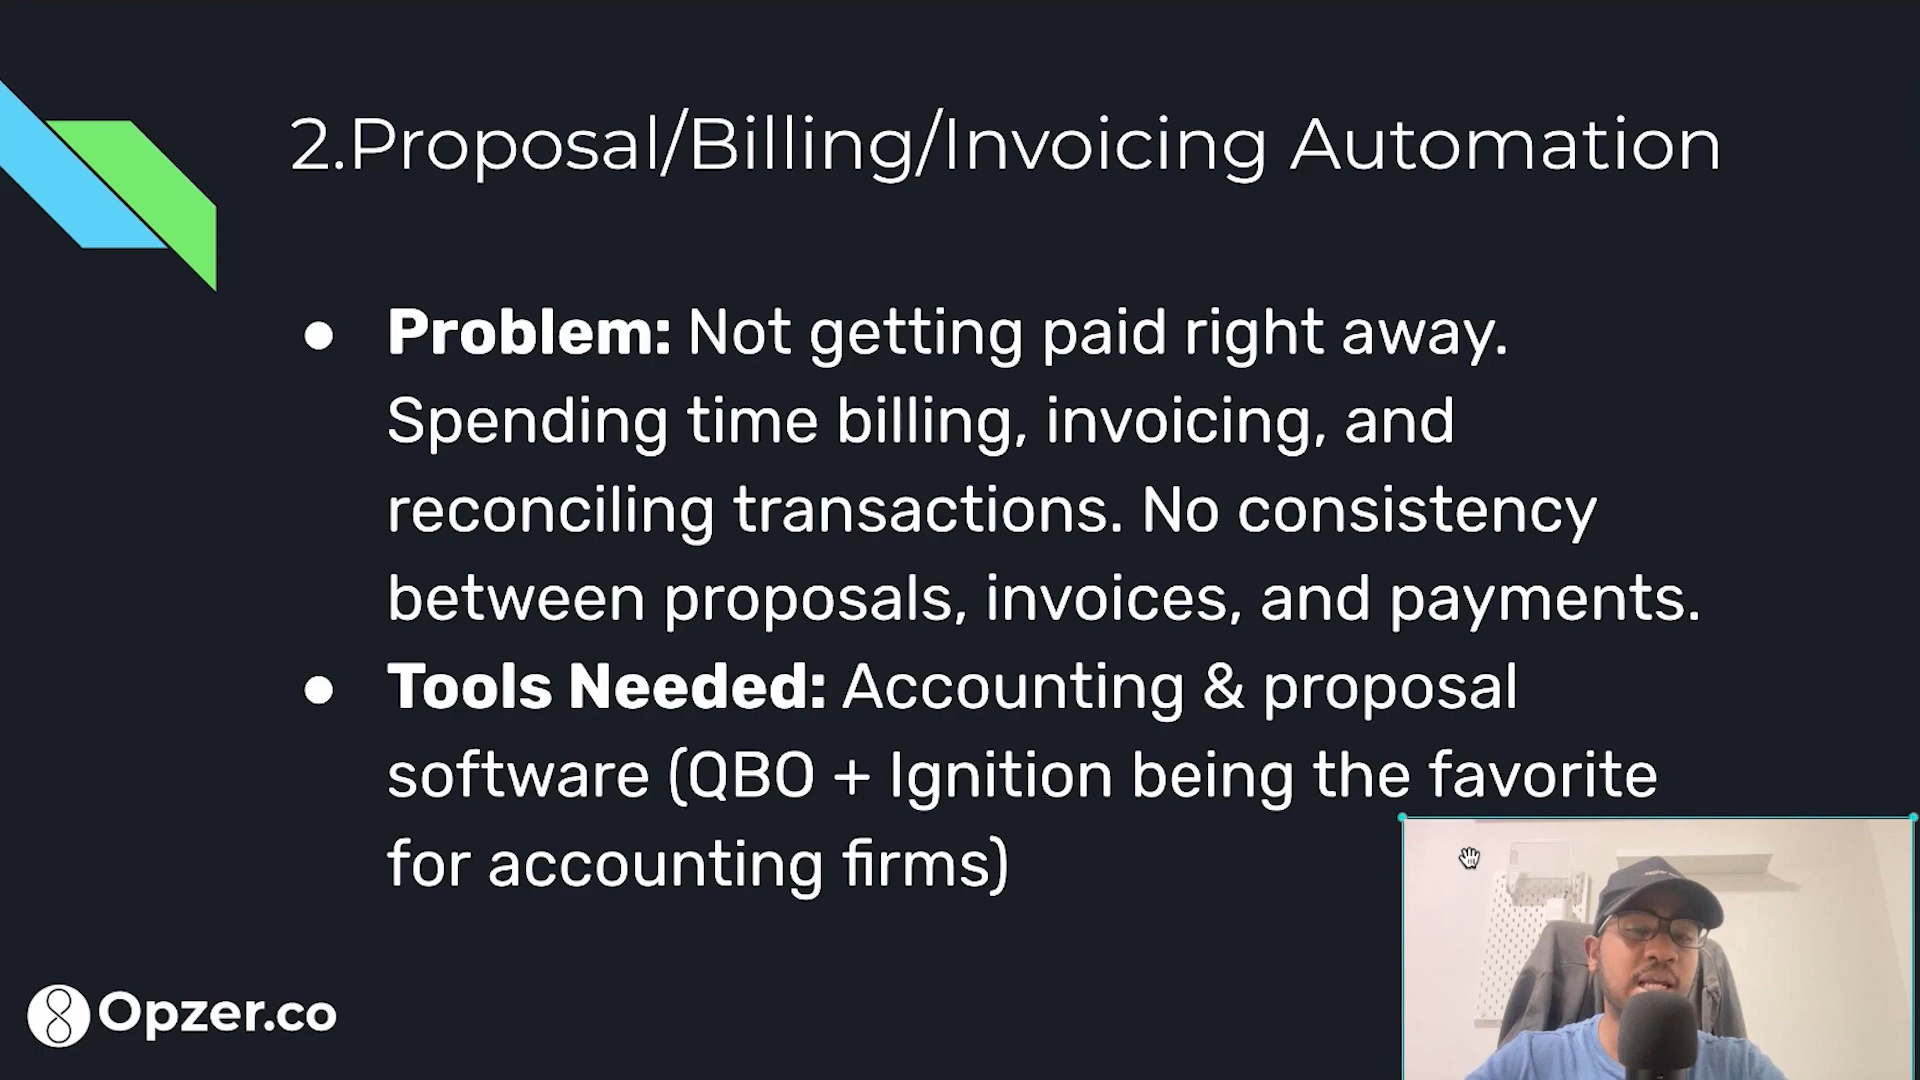 2.Proposal/Billing/Invoicing Automation
● Problem: Not getting paid right away.
Spending time billing, invoicing, and
reconciling transactions. No consistency
between proposals, invoices, and payments.
● Tools Needed: Accounting & proposal
software (QBO + Ignition being the favorite
for accounting firms)
Opzer.co